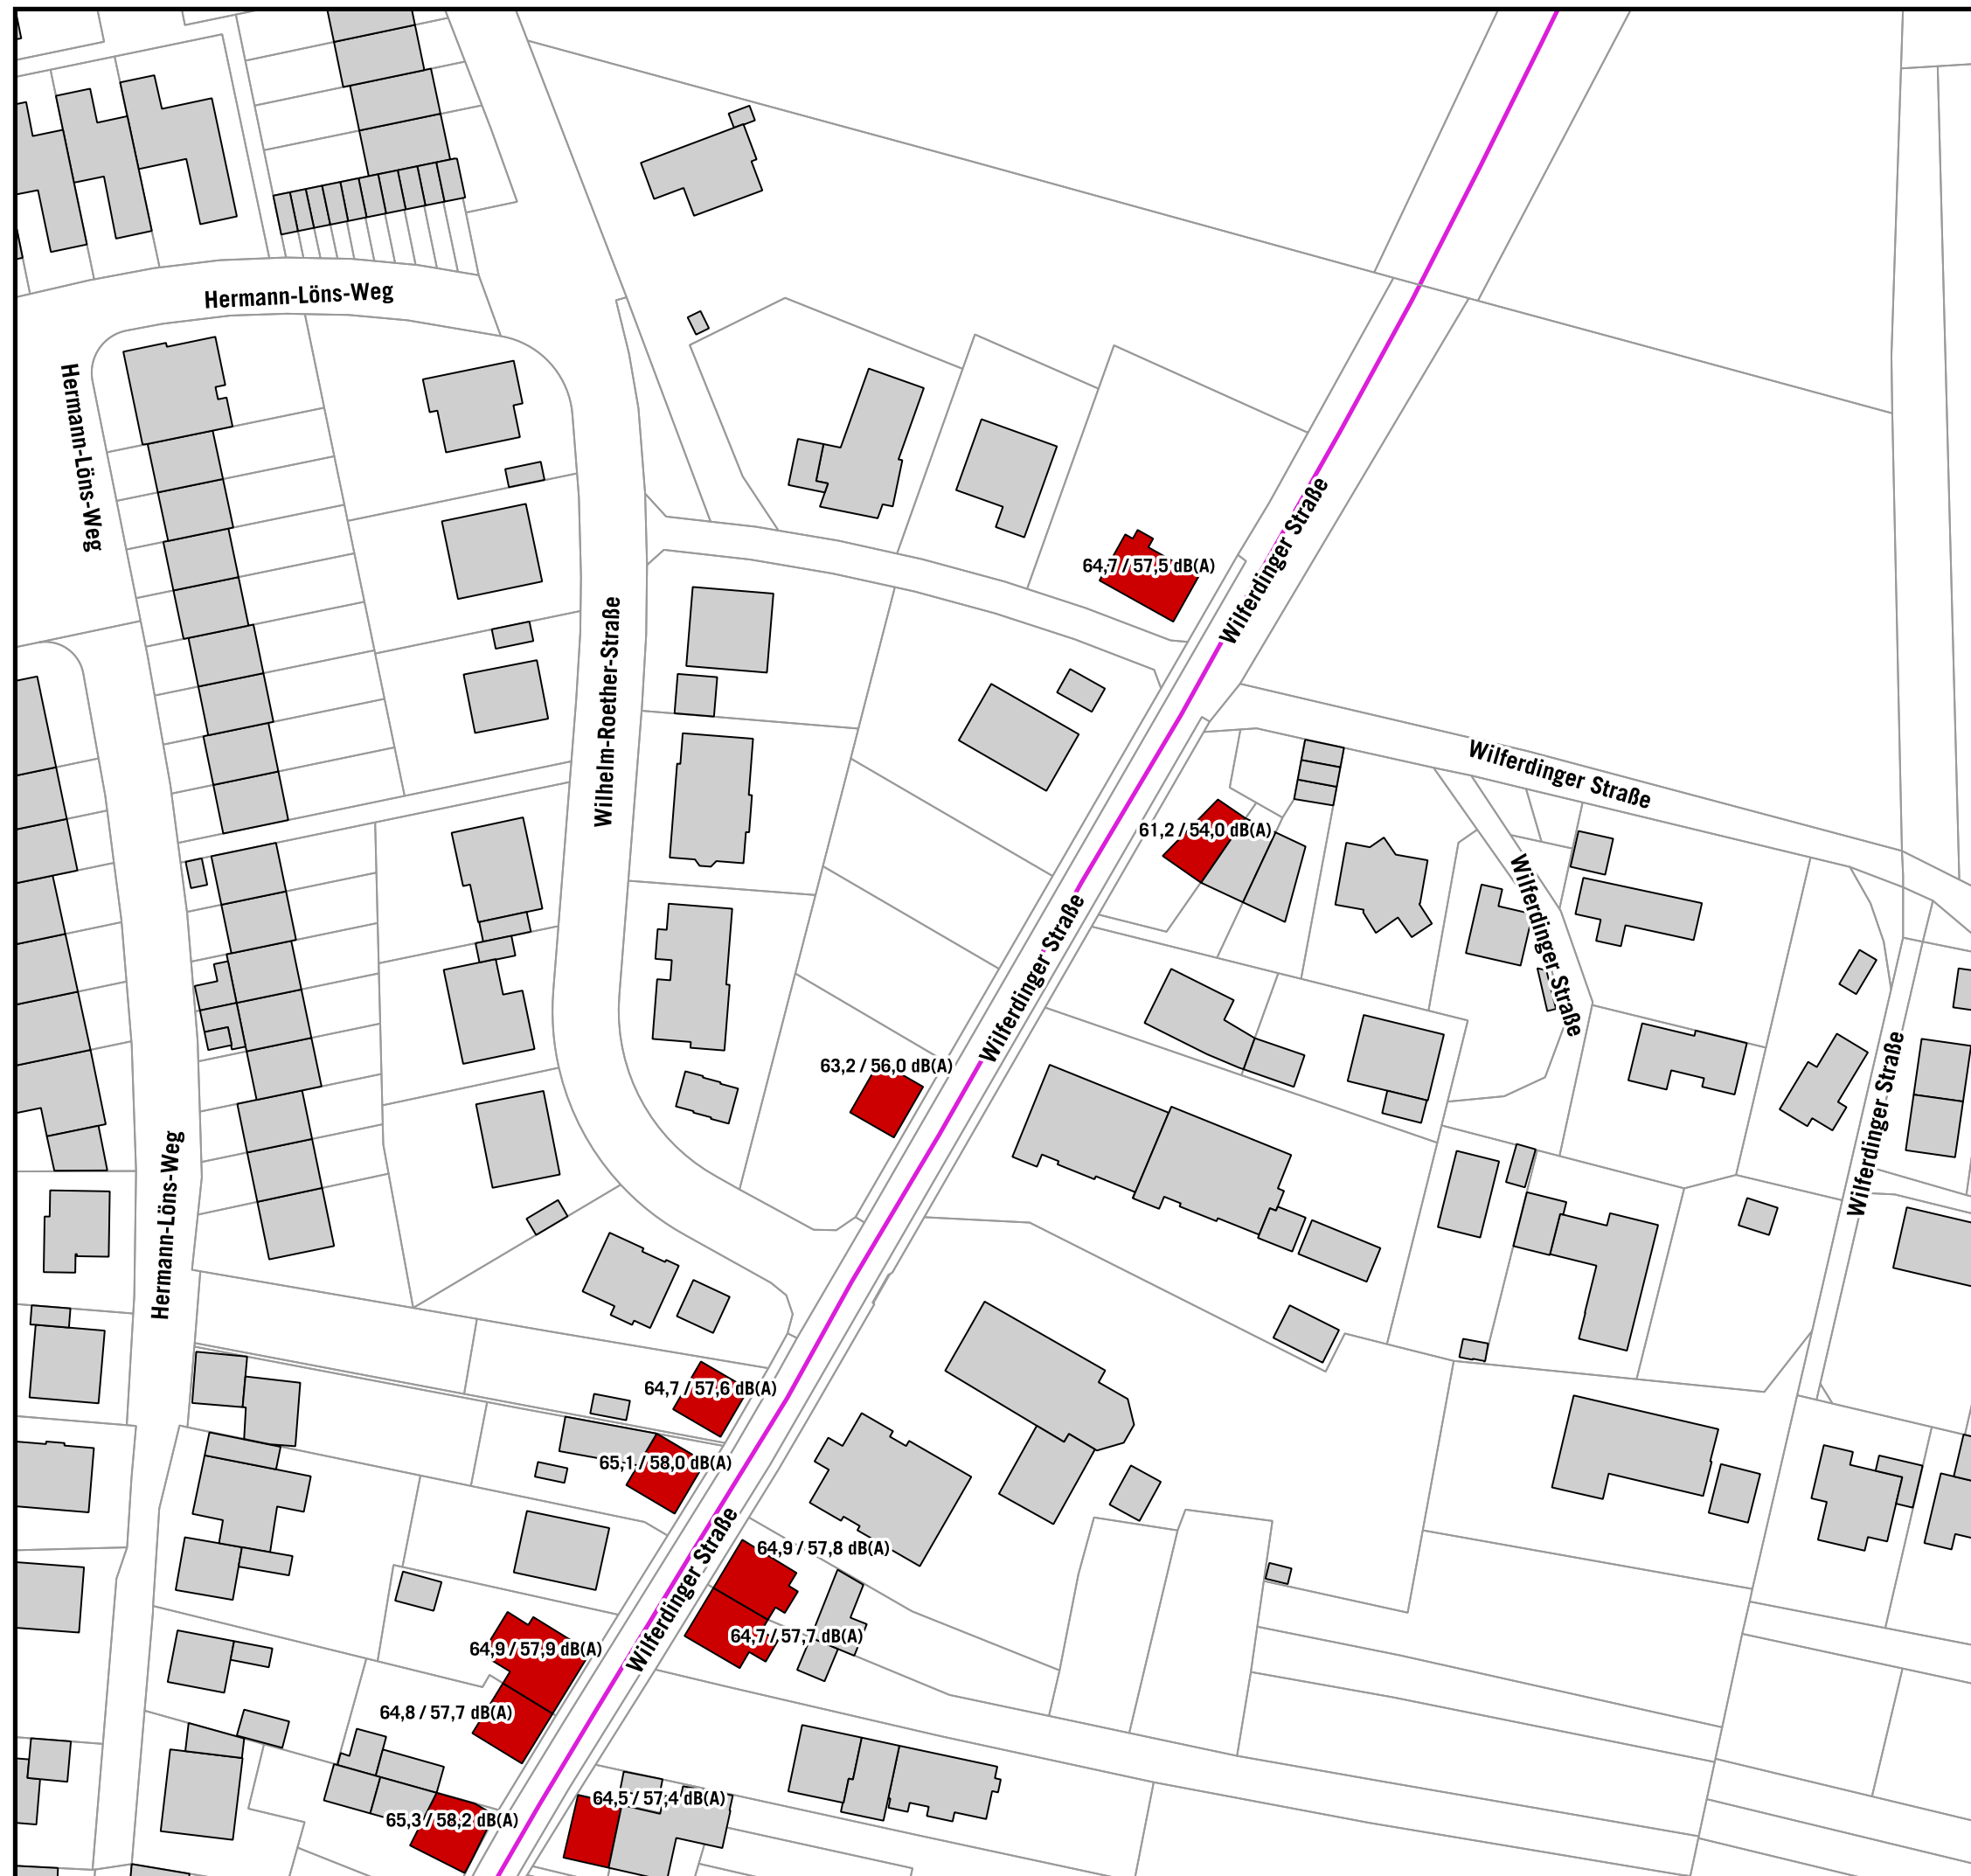 Hermann-Löns-Weg
Hermann-Löns-Weg
Wilferdinger Straße
64,7 / 57,5 dB(A)
Wilhelm-Roether-Straße
Wilferdinger Straße
61,2 / 54,0 dB(A)
Wilferdinger Straße
Wilferdinger Straße
63,2 / 56,0 dB(A)
Wilferdinger Straße
Hermann-Löns-Weg
64,7 / 57,6 dB(A)
65,1 / 58,0 dB(A)
Wilferdinger Straße
64,9 / 57,8 dB(A)
64,7 / 57,7 dB(A)
64,9 / 57,9 dB(A)
64,8 / 57,7 dB(A)
64,5 / 57,4 dB(A)
65,3 / 58,2 dB(A)